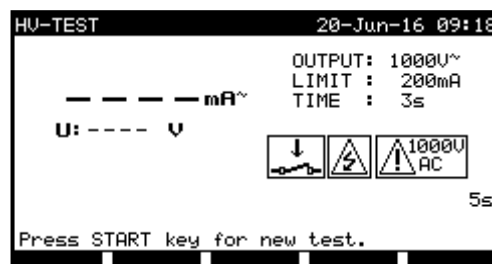 HV-TEST 20-Jun-16 09:18
OUTPUT: 1000V~
LIMIT : 200mA
– – – – mA~ TIME : 3s
U: ---- V
1000V
AC
5s
Press START key for new test.